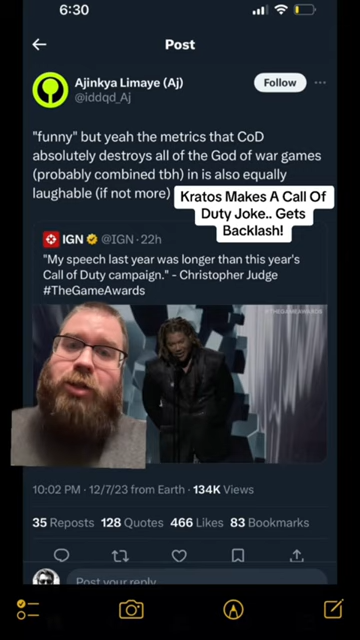 6:30
Post
Ajinkya Limaye (Aj)
@iddqd_Aj
Follow
"funny" but yeah the metrics that CoD
absolutely destroys all of the God of war games
(probably combined tbh) in is also equally
laughable (if not more)
Kratos Makes A Call Of
Duty Joke.. Gets
Backlash!
IGN @IGN · 22h
"My speech last year was longer than this year's
Call of Duty campaign." - Christopher Judge
#TheGameAwards
#THEGAMEAWARDS
10:02 PM · 12/7/23 from Earth · 134K Views
35 Reposts 128 Quotes 466 Likes 83 Bookmarks
Post your reply